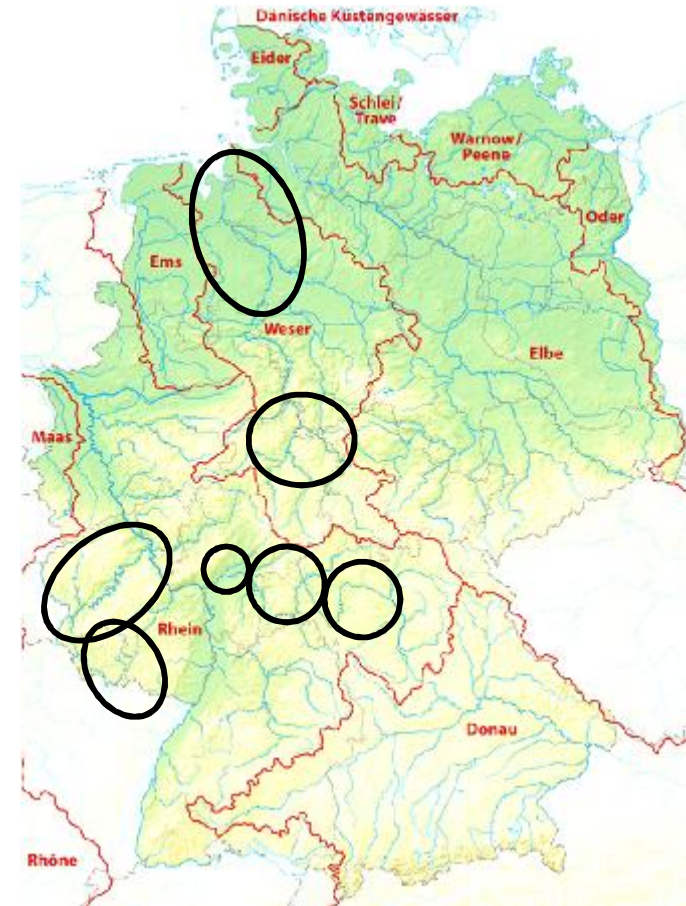 Dänische Küstengewässer
Eider
Schlei/
Trave
Warnow/
Peene
Oder
Ems
Weser
Elbe
Maas
Rhein
Donau
Rhône